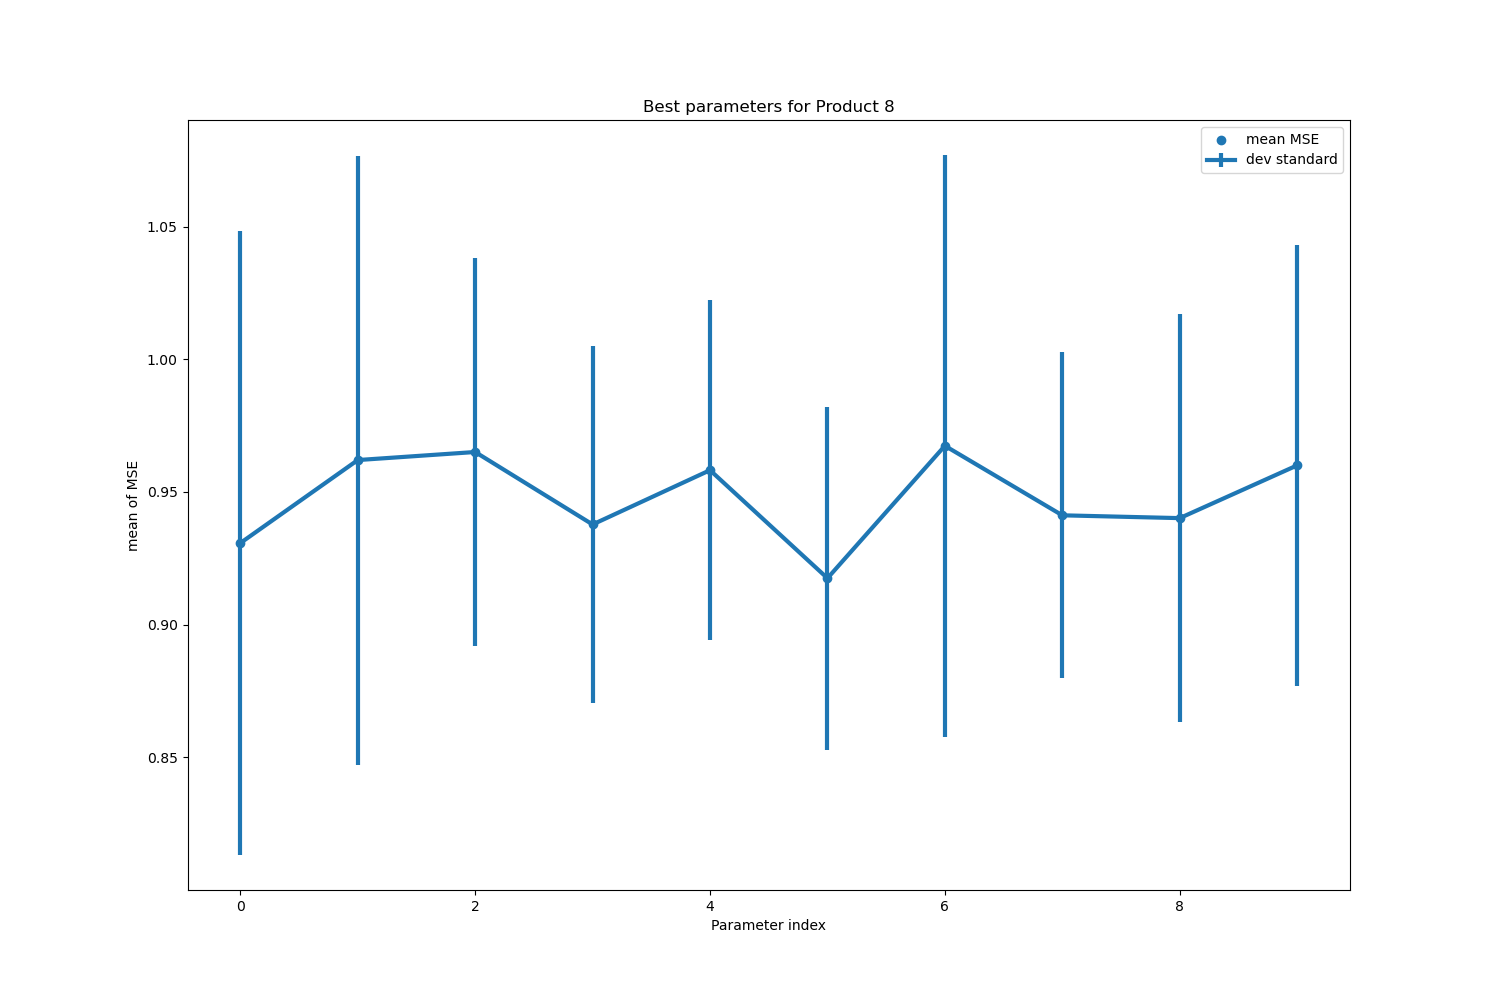 Best parameters for Product 8
mean MSE
dev standard
1.05
1.00
0.95
0.90
0.85
mean of MSE
0 2 4 6 8
Parameter index